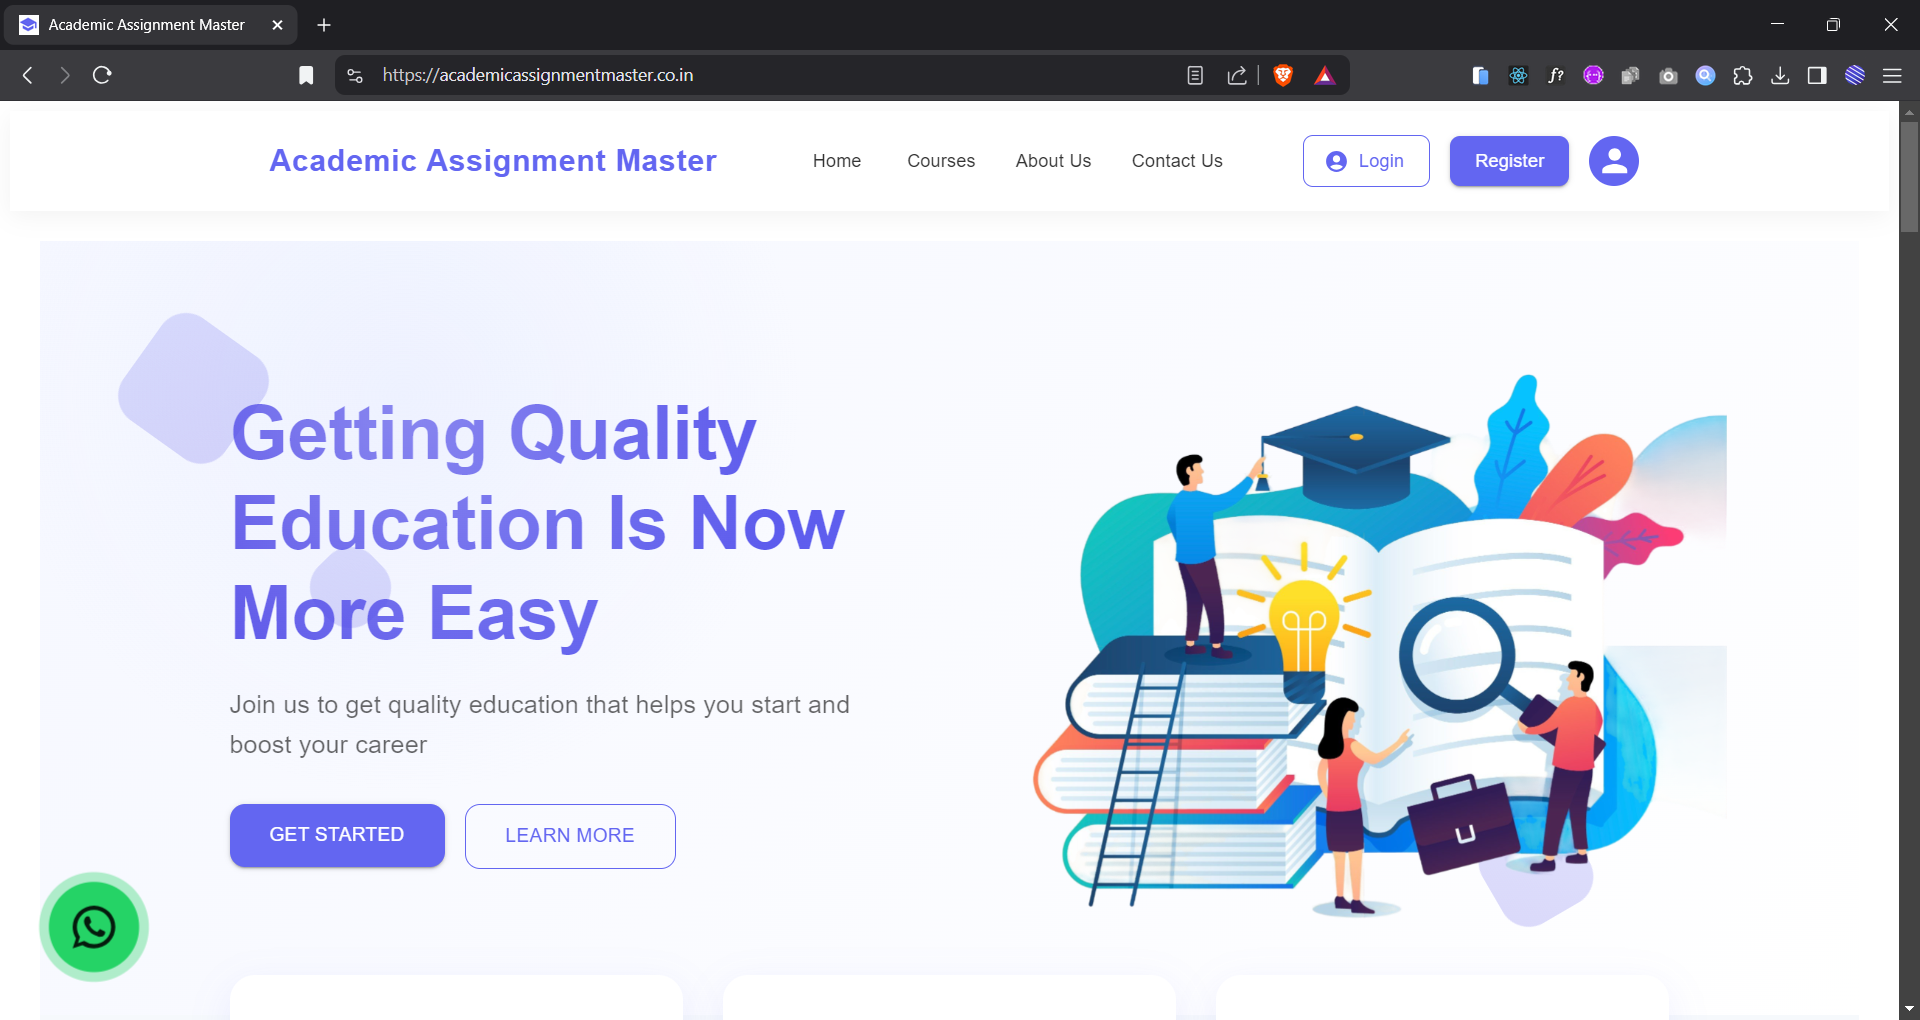 Academic Assignment Master
https://academicassignmentmaster.co.in
f?
Academic Assignment Master
Home
Courses
About Us
Contact Us
Login
Register
Getting Quality
Education Is Now
More Easy
Join us to get quality education that helps you start and
boost your career
GET STARTED
LEARN MORE